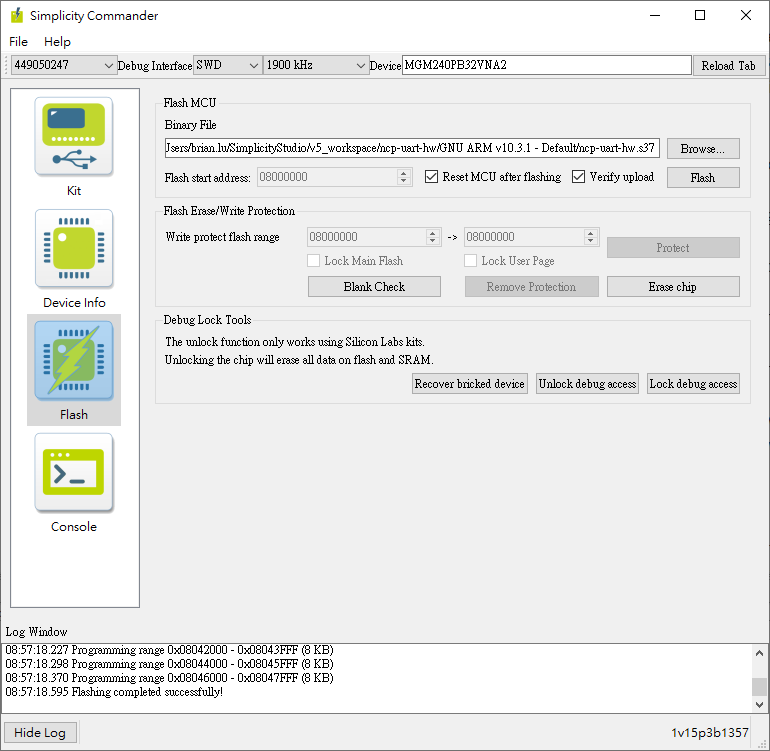 Simplicity Commander
File Help
449050247 Debug Interface SWD 1900 kHz Device MGM240PB32VNA2 Reload Tab
Kit
Device Info
Flash
Console
Flash MCU
Binary File
Jsers/brian.lu/SimplicityStudio/v5_workspace/ncp-uart-hw/GNU ARM v10.3.1 - Default/ncp-uart-hw.s37 Browse...
Flash start address: 08000000 Reset MCU after flashing Verify upload Flash
Flash Erase/Write Protection
Write protect flash range 08000000 -> 08000000 Protect
Lock Main Flash Lock User Page
Blank Check Remove Protection Erase chip
Debug Lock Tools
The unlock function only works using Silicon Labs kits.
Unlocking the chip will erase all data on flash and SRAM.
Recover bricked device Unlock debug access Lock debug access
Log Window
08:57:18.227 Programming range 0x08042000 - 0x08043FFF (8 KB)
08:57:18.298 Programming range 0x08044000 - 0x08045FFF (8 KB)
08:57:18.370 Programming range 0x08046000 - 0x08047FFF (8 KB)
08:57:18.595 Flashing completed successfully!
Hide Log 1v15p3b1357